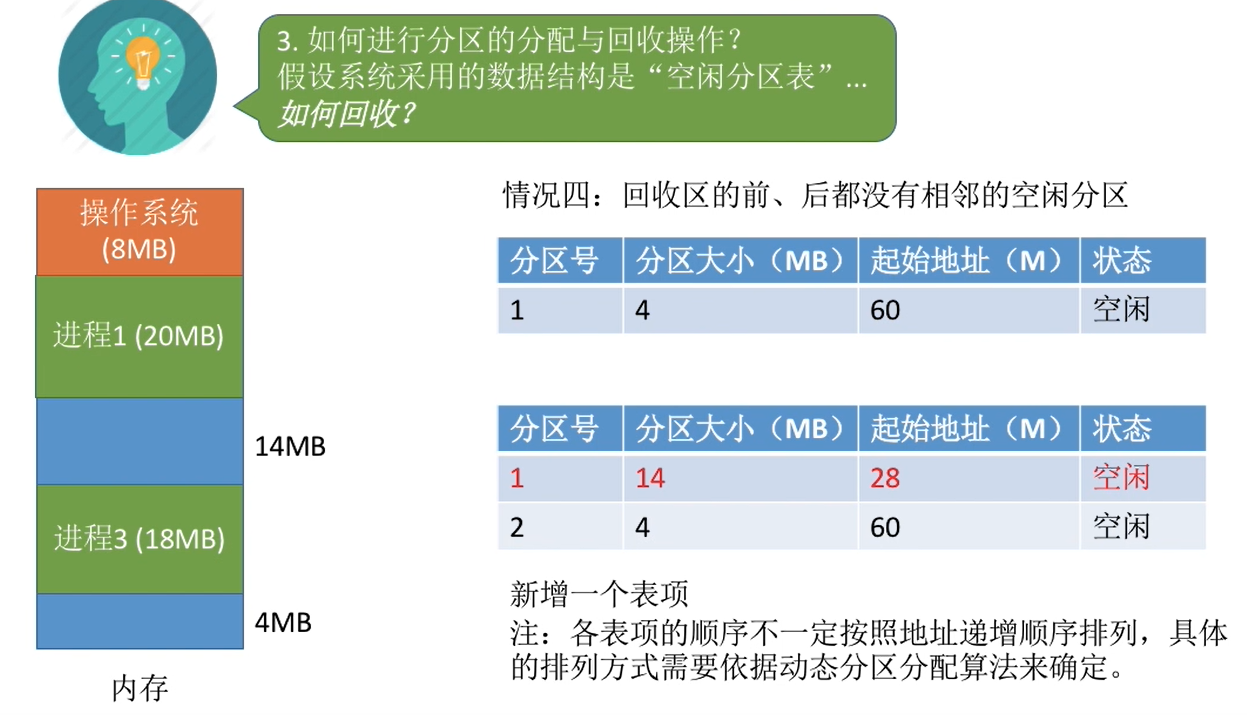 3. 如何进行分区的分配与回收操作？
假设系统采用的数据结构是“空闲分区表”...
如何回收？
操作系统
(8MB)
进程1 (20MB)
14MB
进程3 (18MB)
4MB
内存
情况四：回收区的前、后都没有相邻的空闲分区
分区号 分区大小（MB） 起始地址（M） 状态
1 4 60 空闲
分区号 分区大小（MB） 起始地址（M） 状态
1 14 28 空闲
2 4 60 空闲
新增一个表项
注：各表项的顺序不一定按照地址递增顺序排列，具体
的排列方式需要依据动态分区分配算法来确定。